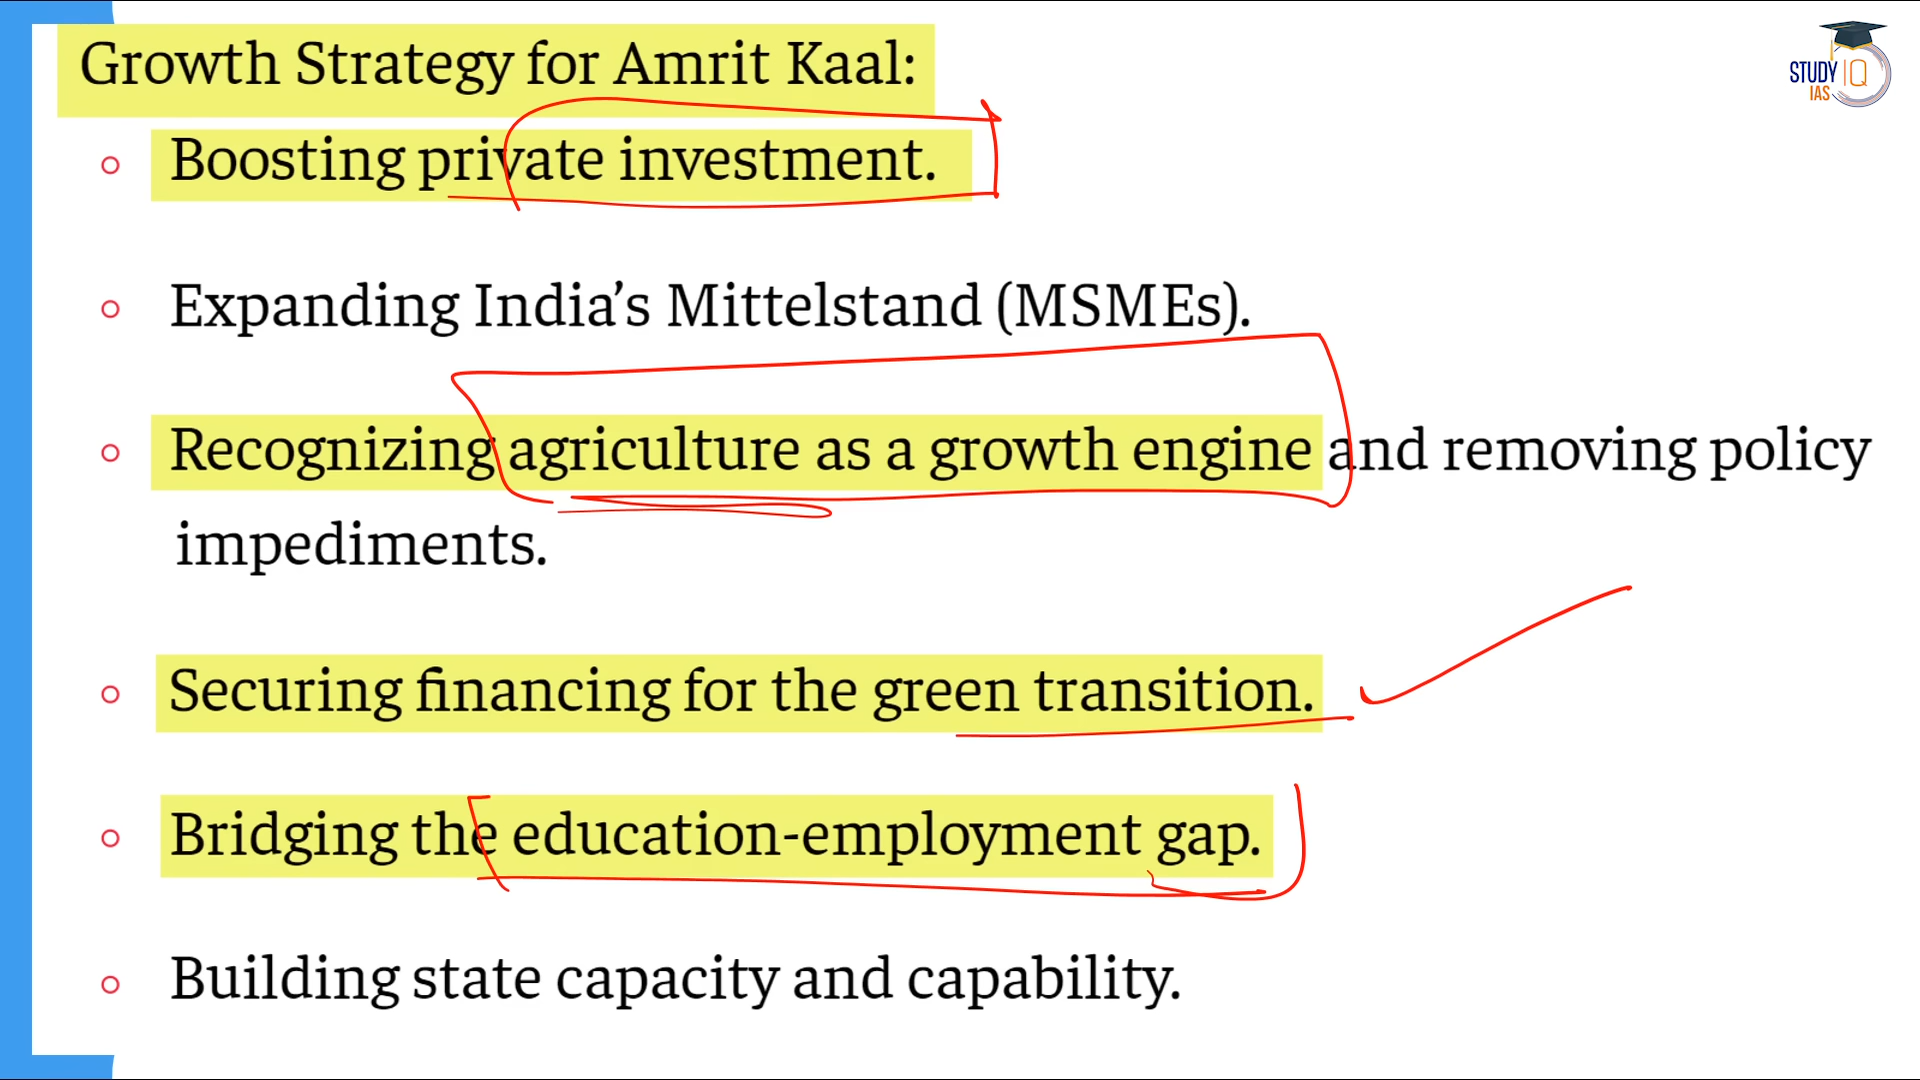 Growth Strategy for Amrit Kaal:
STUDY IQ
IAS
Boosting private investment.
Expanding India’s Mittelstand (MSMEs).
Recognizing agriculture as a growth engine and removing policy
impediments.
Securing financing for the green transition.
Bridging the education-employment gap.
Building state capacity and capability.